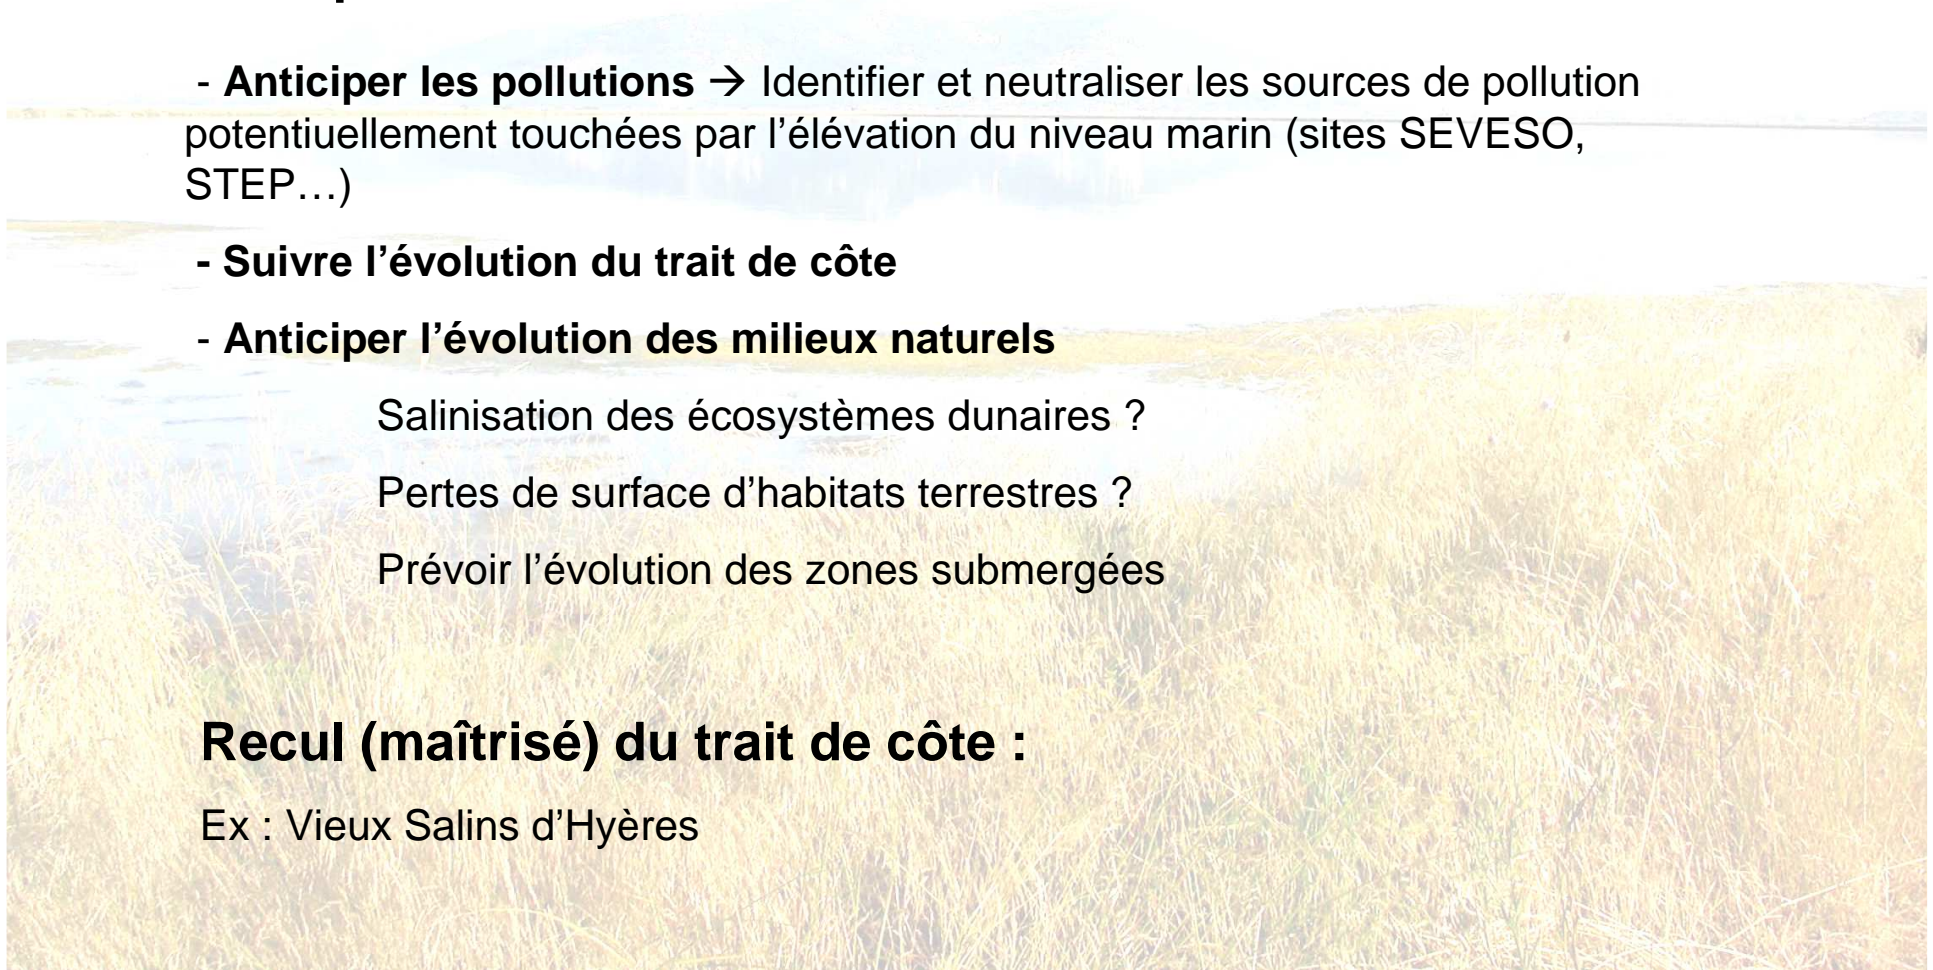 - Anticiper les pollutions → Identifier et neutraliser les sources de pollution
potentiuellement touchées par l’élévation du niveau marin (sites SEVESO,
STEP…)
- Suivre l’évolution du trait de côte
- Anticiper l’évolution des milieux naturels
Salinisation des écosystèmes dunaires ?
Pertes de surface d’habitats terrestres ?
Prévoir l’évolution des zones submergées
Recul (maîtrisé) du trait de côte :
Ex : Vieux Salins d’Hyères